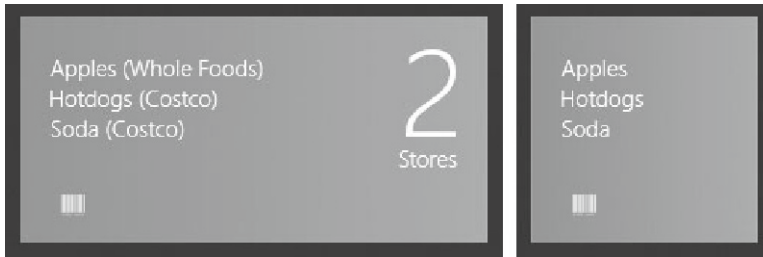 Apples (Whole Foods)
Hotdogs (Costco)
Soda (Costco)
2
Stores
Apples
Hotdogs
Soda